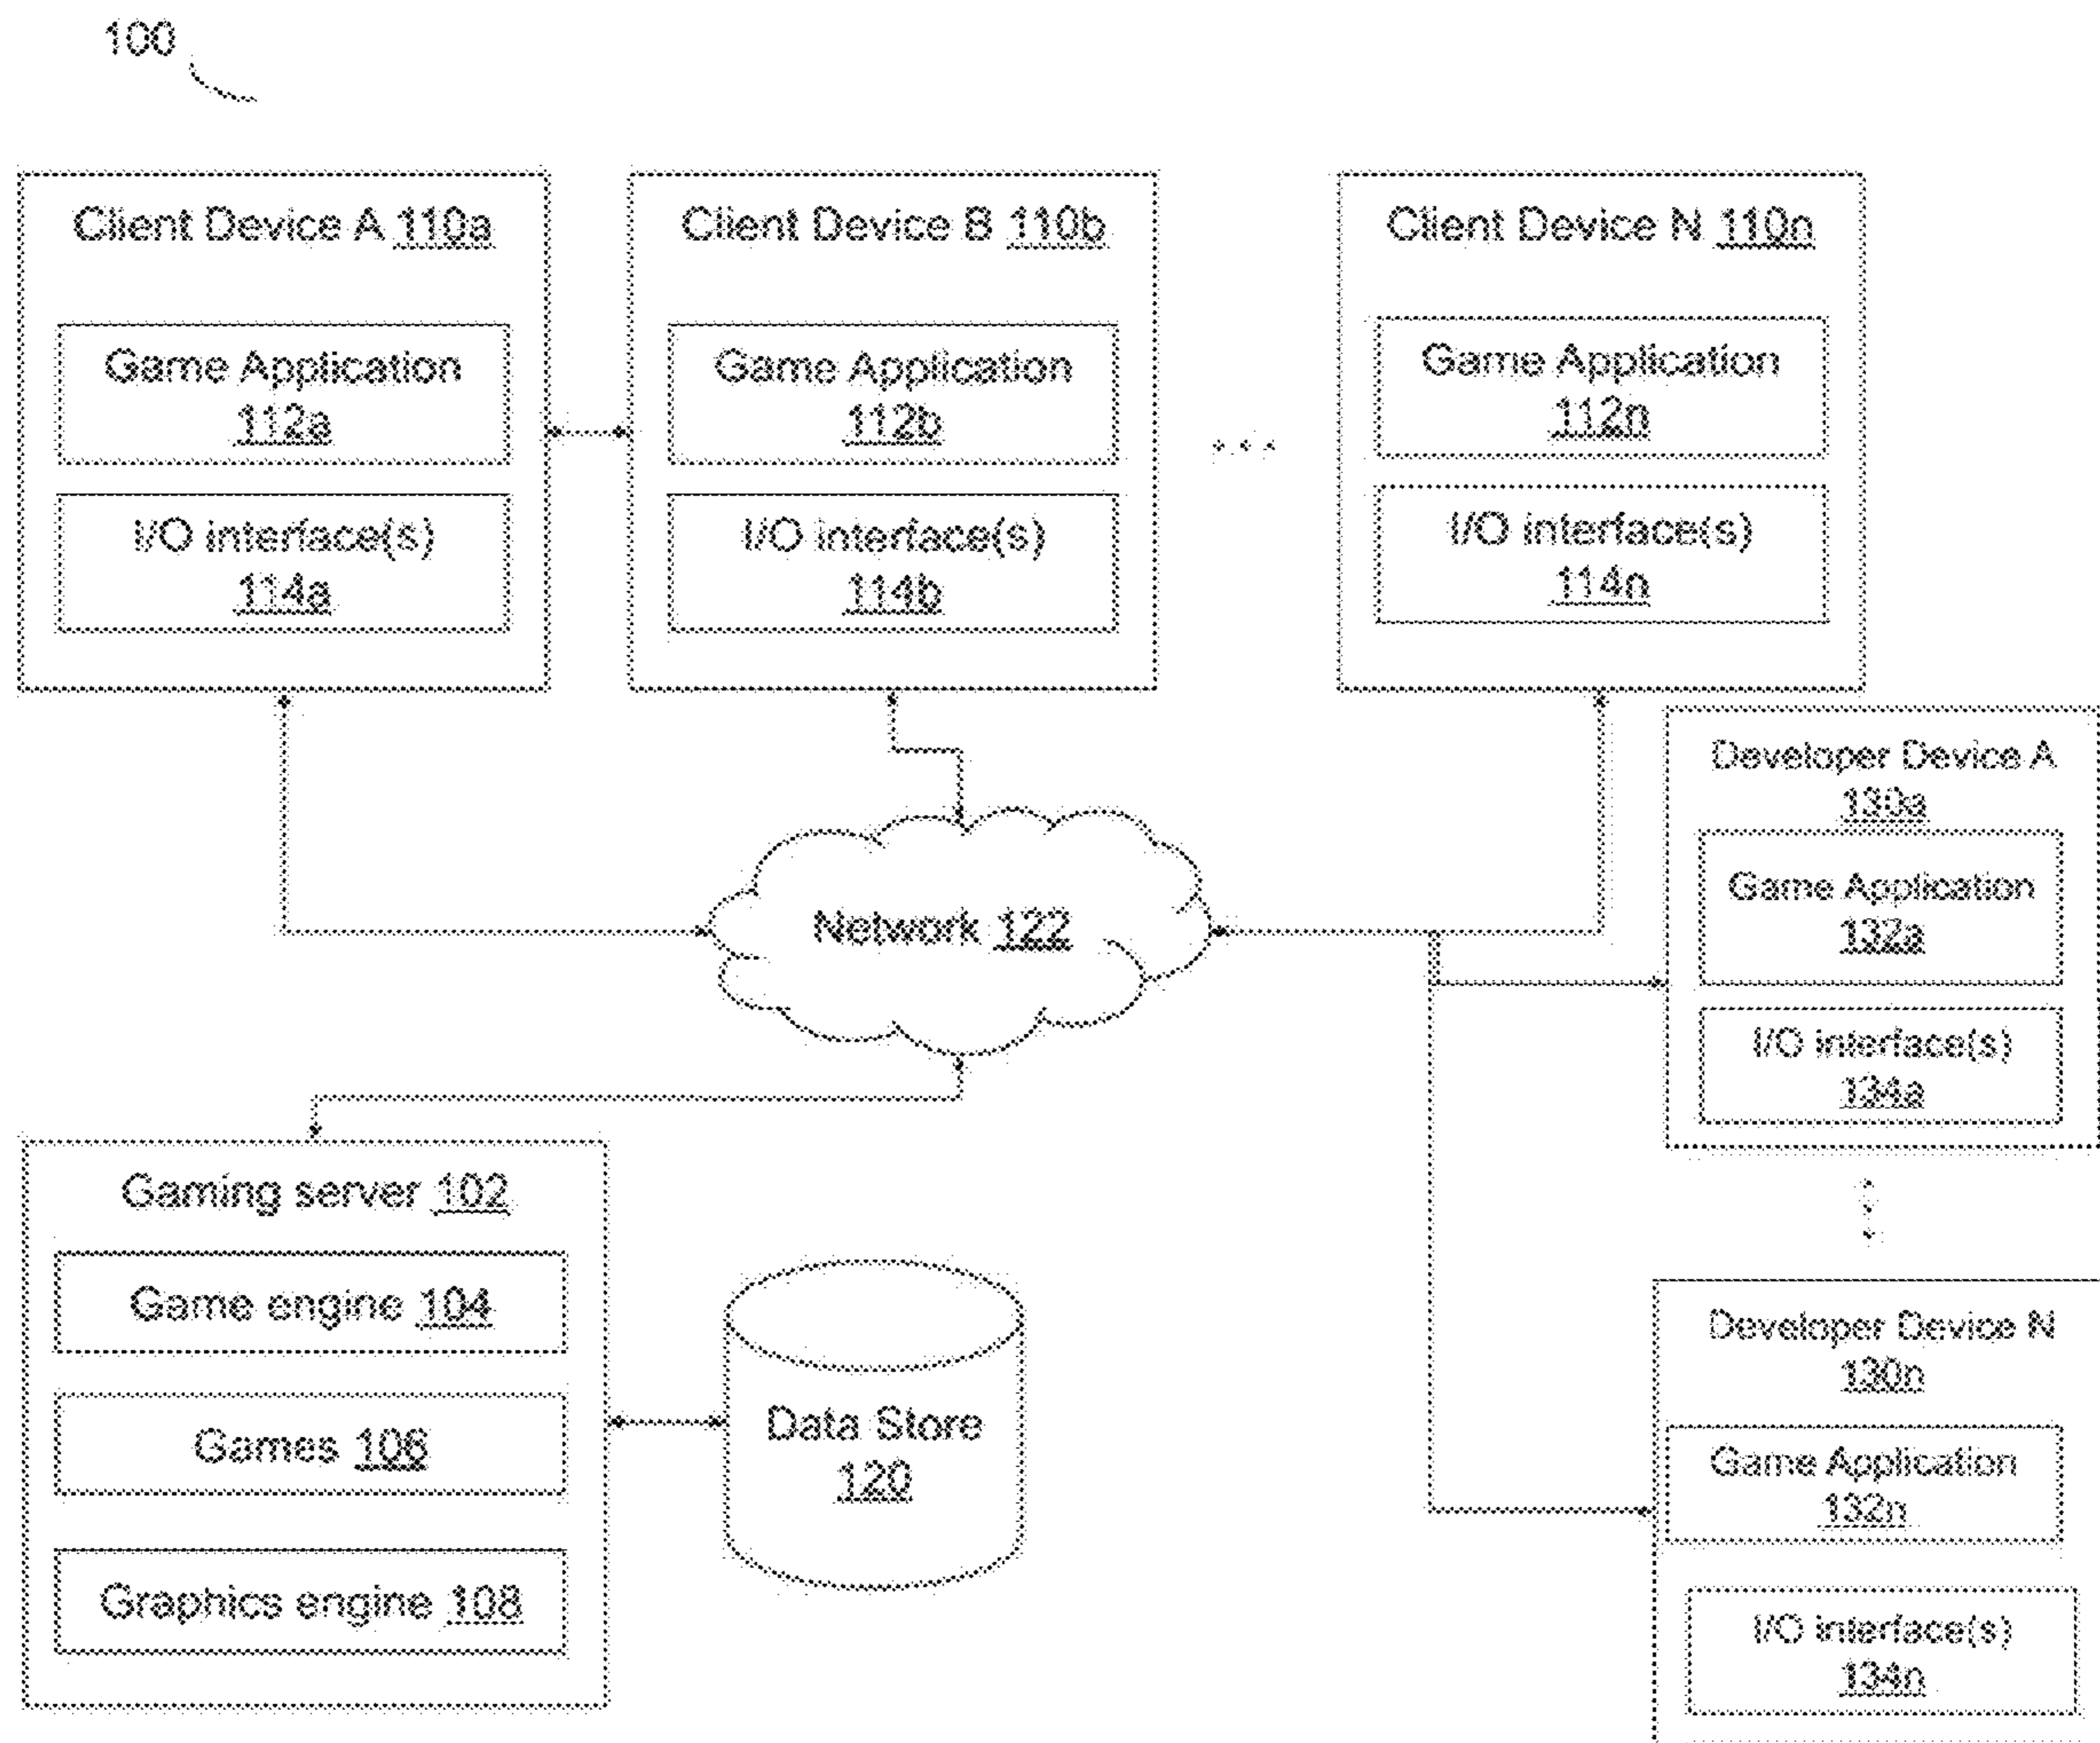 100
Client Device A 110a
Game Application
112a
I/O interface(s)
114a
Client Device B 110b
Game Application
112b
I/O interface(s)
114b
Client Device N 110n
Game Application
112n
I/O interface(s)
114n
Network 122
Developer Device A
130a
Game Application
132a
I/O interface(s)
134a
Gaming server 102
Game engine 104
Games 106
Graphics engine 108
Data Store
120
Developer Device N
130n
Game Application
132n
I/O interface(s)
134n